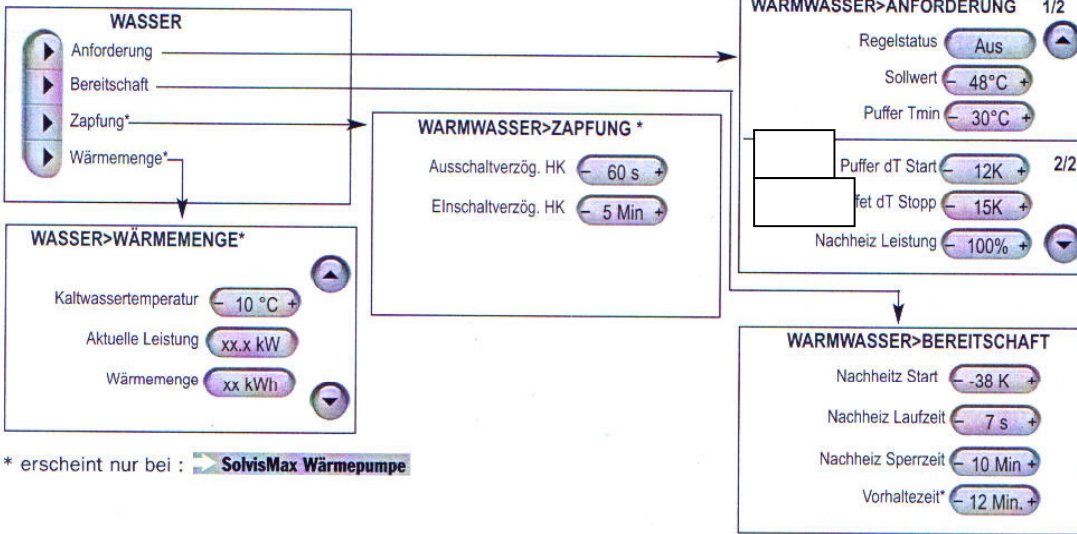 WASSER
Anforderung
Bereitschaft
Zapfung*
Wärmemenge*
WARMWASSER>ANFORDERUNG 1/2
Regelstatus Aus
Sollwert - 48°C +
Puffer Tmin - 30°C +
Puffer dT Start - 12K + 2/2
fet dT Stopp - 15K +
Nachheiz Leistung - 100% +
WARMWASSER>ZAPFUNG *
Ausschaltverzög. HK - 60 s +
EInschaltverzög. HK - 5 Min +
WASSER>WÄRMEMENGE*
Kaltwassertemperatur - 10 °C +
Aktuelle Leistung xx.x kW
Wärmemenge xx kWh
WARMWASSER>BEREITSCHAFT
Nachheitz Start - -38 K +
Nachheiz Laufzeit - 7 s +
Nachheiz Sperrzeit - 10 Min +
Vorhaltezeit* - 12 Min. +
* erscheint nur bei : SolvisMax Wärmepumpe